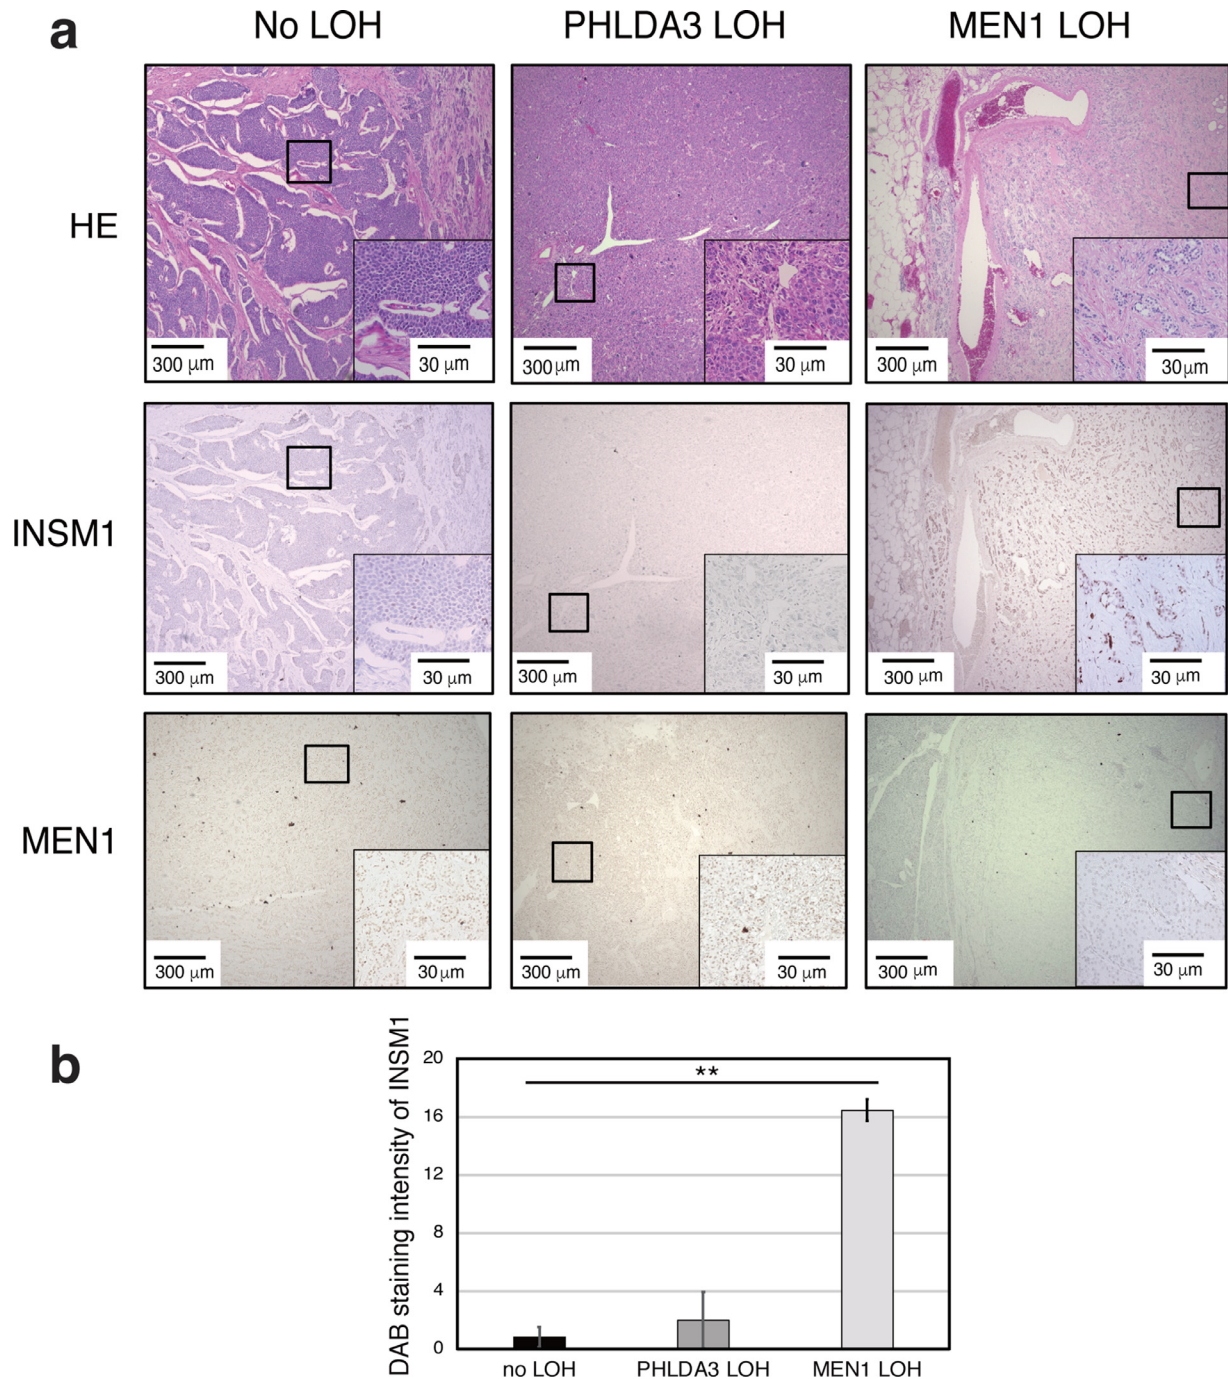 a
No LOH PHLDA3 LOH MEN1 LOH
HE
300 μm 30 μm 300 μm 30 μm 300 μm 30μm
INSM1
300 μm 30 μm 300 μm 30 μm 300 μm 30 μm
MEN1
300 μm 30 μm 300 μm 30 μm 300 μm 30 μm
b
DAB staining intensity of INSM1
20
16
12
8
4
0
**
no LOH PHLDA3 LOH MEN1 LOH